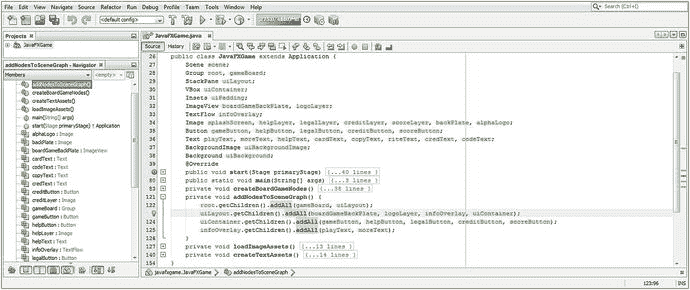 File Edit View Navigate Source Refactor Run Debug Profile Team Tools Window Help
Search (Ctrl+I)
<default config>
Projects
JavaFXGame
addNodesToSceneGraph - Navigator
Members
<empty>
addNodesToSceneGraph()
createBoardGameNodes()
createTextAssets()
loadImageAssets()
main(String[] args)
start(Stage primaryStage) ↑ Application
alphaLogo : Image
backPlate : Image
boardGameBackPlate : ImageView
cardText : Text
codeText : Text
copyText : Text
credText : Text
creditButton : Button
creditLayer : Image
gameBoard : Group
gameButton : Button
helpButton : Button
helpLayer : Image
helpText : Text
infoOverlay : TextFlow
legalButton : Button
JavaFXGame.java
Source History
26 public class JavaFXGame extends Application {
27 Scene scene;
28 Group root, gameBoard;
29 StackPane uiLayout;
30 VBox uiContainer;
31 Insets uiPadding;
32 ImageView boardGameBackPlate, logoLayer;
33 TextFlow infoOverlay;
34 Image splashScreen, helpLayer, legalLayer, creditLayer, scoreLayer, backPlate, alphaLogo;
35 Button gameButton, helpButton, legalButton, creditButton, scoreButton;
36 Text playText, moreText, helpText, cardText, copyText, riteText, credText, codeText;
37 BackgroundImage uiBackgroundImage;
38 Background uiBackground;
39 @Override
public void start(Stage primaryStage) {...40 lines }
80 public static void main(String[] args) {...3 lines }
83 private void createBoardGameNodes() {...38 lines }
121 private void addNodesToSceneGraph() {
122 root.getChildren().addAll(gameBoard, uiLayout);
uiLayout.getChildren().addAll(boardGameBackPlate, logoLayer, infoOverlay, uiContainer);
124 uiContainer.getChildren().addAll(gameButton, helpButton, legalButton, creditButton, scoreButton);
125 infoOverlay.getChildren().addAll(playText, moreText);
126 }
127 private void loadImageAssets() {...13 lines }
140 private void createTextAssets() {...14 lines }
154
javafxgame.JavaFXGame
addNodesToSceneGraph
123:96
INS